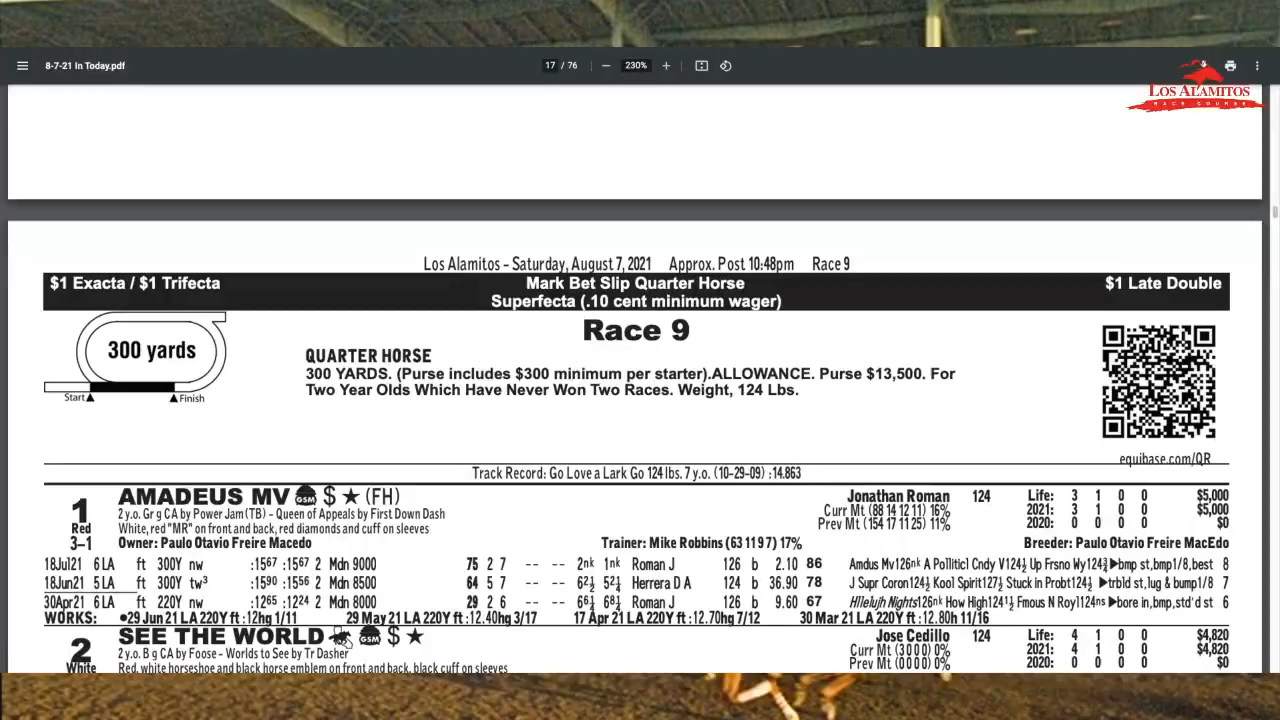 8-7-21 In Today.pdf
17 / 76
230%
LOS ALAMITOS
RACE COURSE
Los Alamitos – Saturday, August 7, 2021 Approx. Post 10:48pm Race 9
$1 Exacta / $1 Trifecta Mark Bet Slip Quarter Horse $1 Late Double
Superfecta (.10 cent minimum wager)
Race 9
300 yards
Start Finish
QUARTER HORSE
300 YARDS. (Purse includes $300 minimum per starter).ALLOWANCE. Purse $13,500. For
Two Year Olds Which Have Never Won Two Races. Weight, 124 Lbs.
equibase.com/QR
Track Record: Go Love a Lark Go 124 lbs. 7 y.o. (10-29-09) :14.863
1 AMADEUS MV GSM $ ★ (FH) Jonathan Roman 124 Life: 3 1 0 0 $5,000
2 y.o. Gr g CA by Power Jam (TB) – Queen of Appeals by First Down Dash Curr Mt (88 14 12 11) 16% 2021: 3 1 0 0 $5,000
Red White, red "MR" on front and back, red diamonds and cuff on sleeves Prev Mt (154 17 11 25) 11% 2020: 0 0 0 0 $0
3–1 Owner: Paulo Otavio Freire Macedo Trainer: Mike Robbins (63 11 9 7) 17% Breeder: Paulo Otavio Freire MacEdo
18Jul21 6 LA ft 300Y nw :15⁶⁷ :15⁶⁷ 2 Mdn 9000 75 2 7 -- -- 2nk 1nk Roman J 126 b 2.10 86 Amdus Mv126nk A Politicl Cndy V124½ Up Frsno Wy124¾ ▶bmp st,bmp1/8,best 8
18Jun21 5 LA ft 300Y tw³ :15⁹⁰ :15⁵⁶ 2 Mdn 8500 64 5 7 -- -- 6²½ 5²¼ Herrera D A 124 b 36.90 78 J Supr Coron124½ Kool Spirit127½ Stuck in Probt124½ ▶trbld st,lug & bump1/8 7
30Apr21 6 LA ft 220Y nw :12⁶⁵ :12²⁴ 2 Mdn 8000 29 2 6 -- -- 6⁶¼ 6⁸¼ Roman J 126 b 9.60 67 Hllelujh Nights126nk How High1241½ Fmous N Roy1124ns ▶bore in,bmp,std'd st 6
WORKS: •29 Jun 21 LA 220Y ft :12hg 1/11 29 May 21 LA 220Y ft :12.40hg 3/17 17 Apr 21 LA 220Y ft :12.70hg 7/12 30 Mar 21 LA 220Y ft :12.80h 11/16
2 SEE THE WORLD GSM $ ★ Jose Cedillo 124 Life: 4 1 0 0 $4,820
2 y.o. B g CA by Foose – Worlds to See by Tr Dasher Curr Mt (3 0 0 0) 0% 2021: 4 1 0 0 $4,820
White Red, white horseshoe and black horse emblem on front and back, black cuff on sleeves Prev Mt (0 0 0 0) 0% 2020: 0 0 0 0 $0